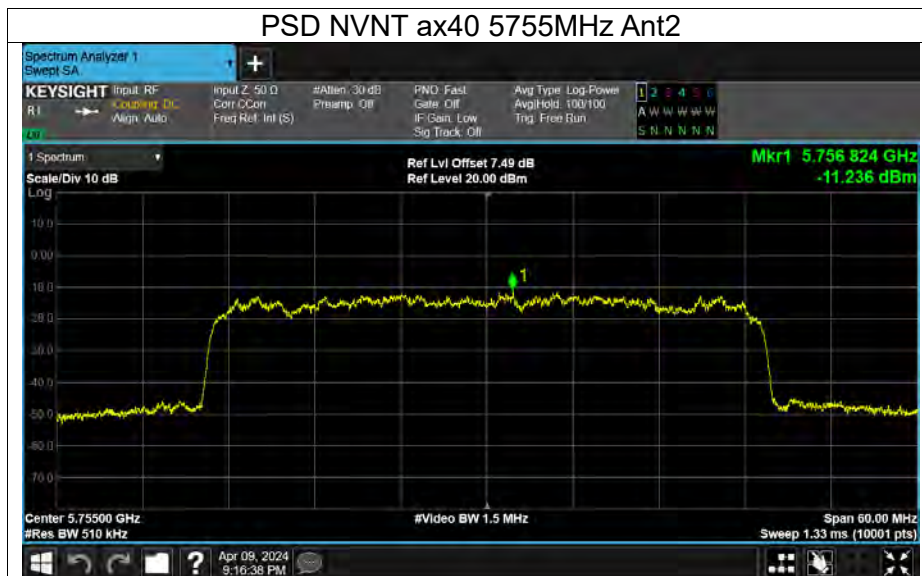 PSD NVNT ax40 5755MHz Ant2
Spectrum Analyzer 1
Swept SA
+
KEYSIGHT Input: RF Input Z: 50 Ω #Atten: 30 dB PNO: Fast Avg Type: Log-Power 1 2 3 4 5 6
RL Coupling: DC Corr CCorr Preamp: Off Gate: Off Avg|Hold: 100/100 A W W W W W
Align: Auto Freq Ref: Int (S) IF Gain: Low Trig: Free Run
Sig Track: Off S N N N N N
1 Spectrum Ref Lvl Offset 7.49 dB Mkr1 5.756 824 GHz
Scale/Div 10 dB Ref Level 20.00 dBm -11.236 dBm
Log
10.0
0.00
-10.0
-20.0
-30.0
-40.0
-50.0
-60.0
-70.0
1
Center 5.75500 GHz #Video BW 1.5 MHz Span 60.00 MHz
#Res BW 510 kHz Sweep 1.33 ms (10001 pts)
? Apr 09, 2024
9:16:38 PM